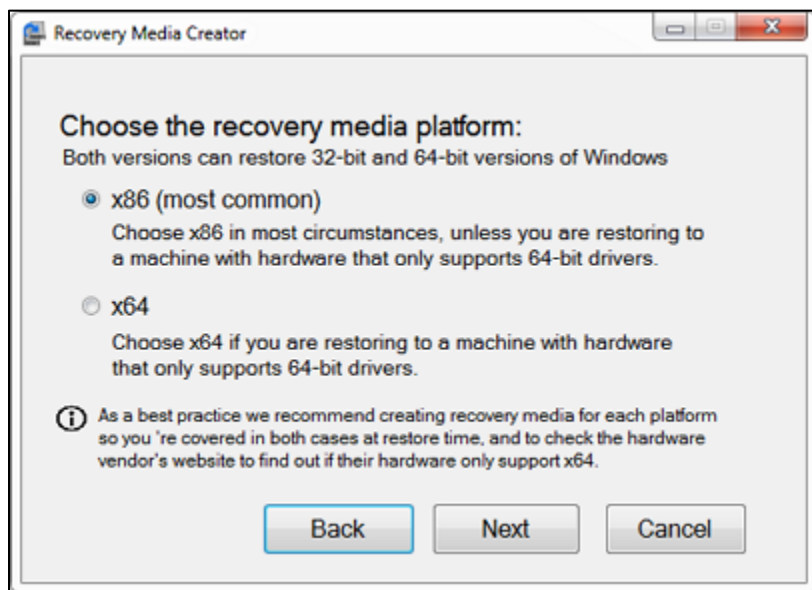 Recovery Media Creator
Choose the recovery media platform:
Both versions can restore 32-bit and 64-bit versions of Windows
x86 (most common)
Choose x86 in most circumstances, unless you are restoring to
a machine with hardware that only supports 64-bit drivers.
x64
Choose x64 if you are restoring to a machine with hardware
that only supports 64-bit drivers.
As a best practice we recommend creating recovery media for each platform
so you 're covered in both cases at restore time, and to check the hardware
vendor's website to find out if their hardware only support x64.
Back Next Cancel